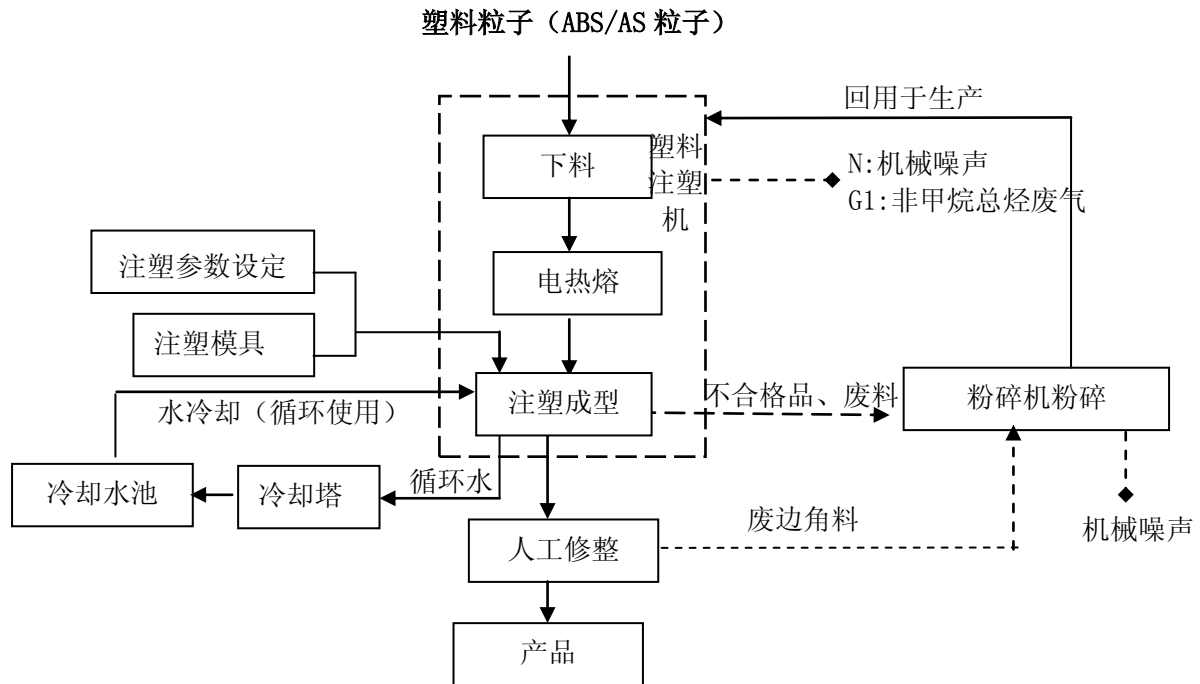 塑料粒子（ABS/AS 粒子）
回用于生产
下料
塑料
注塑
机
N:机械噪声
G1:非甲烷总烃废气
注塑参数设定
电热熔
注塑模具
注塑成型
不合格品、废料
粉碎机粉碎
水冷却（循环使用）
冷却水池
冷却塔
循环水
人工修整
废边角料
机械噪声
产品